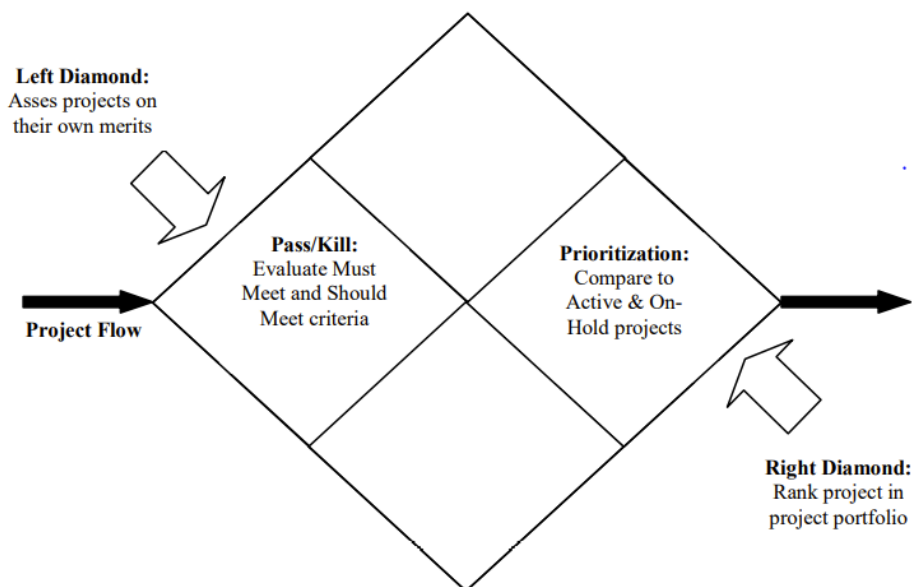 Left Diamond:
Asses projects on
their own merits
Pass/Kill:
Evaluate Must
Meet and Should
Meet criteria
Prioritization:
Compare to
Active & On-
Hold projects
Project Flow
Right Diamond:
Rank project in
project portfolio